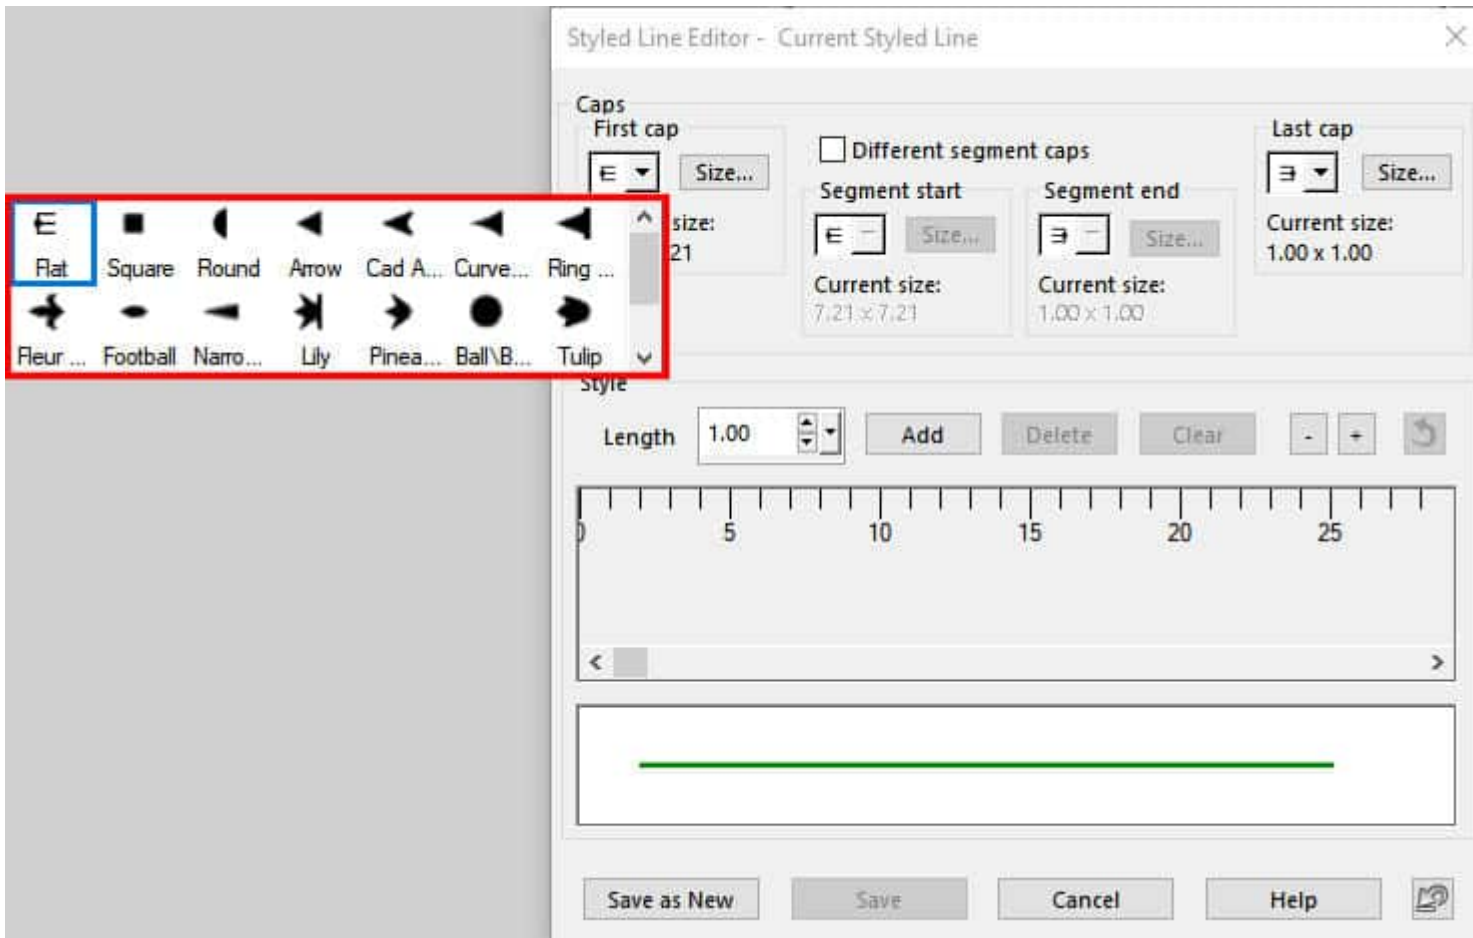 Styled Line Editor - Current Styled Line
Caps
First cap
Size...
Different segment caps
Last cap
Size...
Segment start
Size...
Segment end
Size...
size:
21
Current size:
7.21 x 7.21
Current size:
1.00 x 1.00
Current size:
1.00 x 1.00
Flat Square Round Arrow Cad A... Curve... Ring ...
Fleur ... Football Narro... Lily Pinea... Ball\B... Tulip
Style
Length 1.00 Add Delete Clear - +
0 5 10 15 20 25
Save as New Save Cancel Help